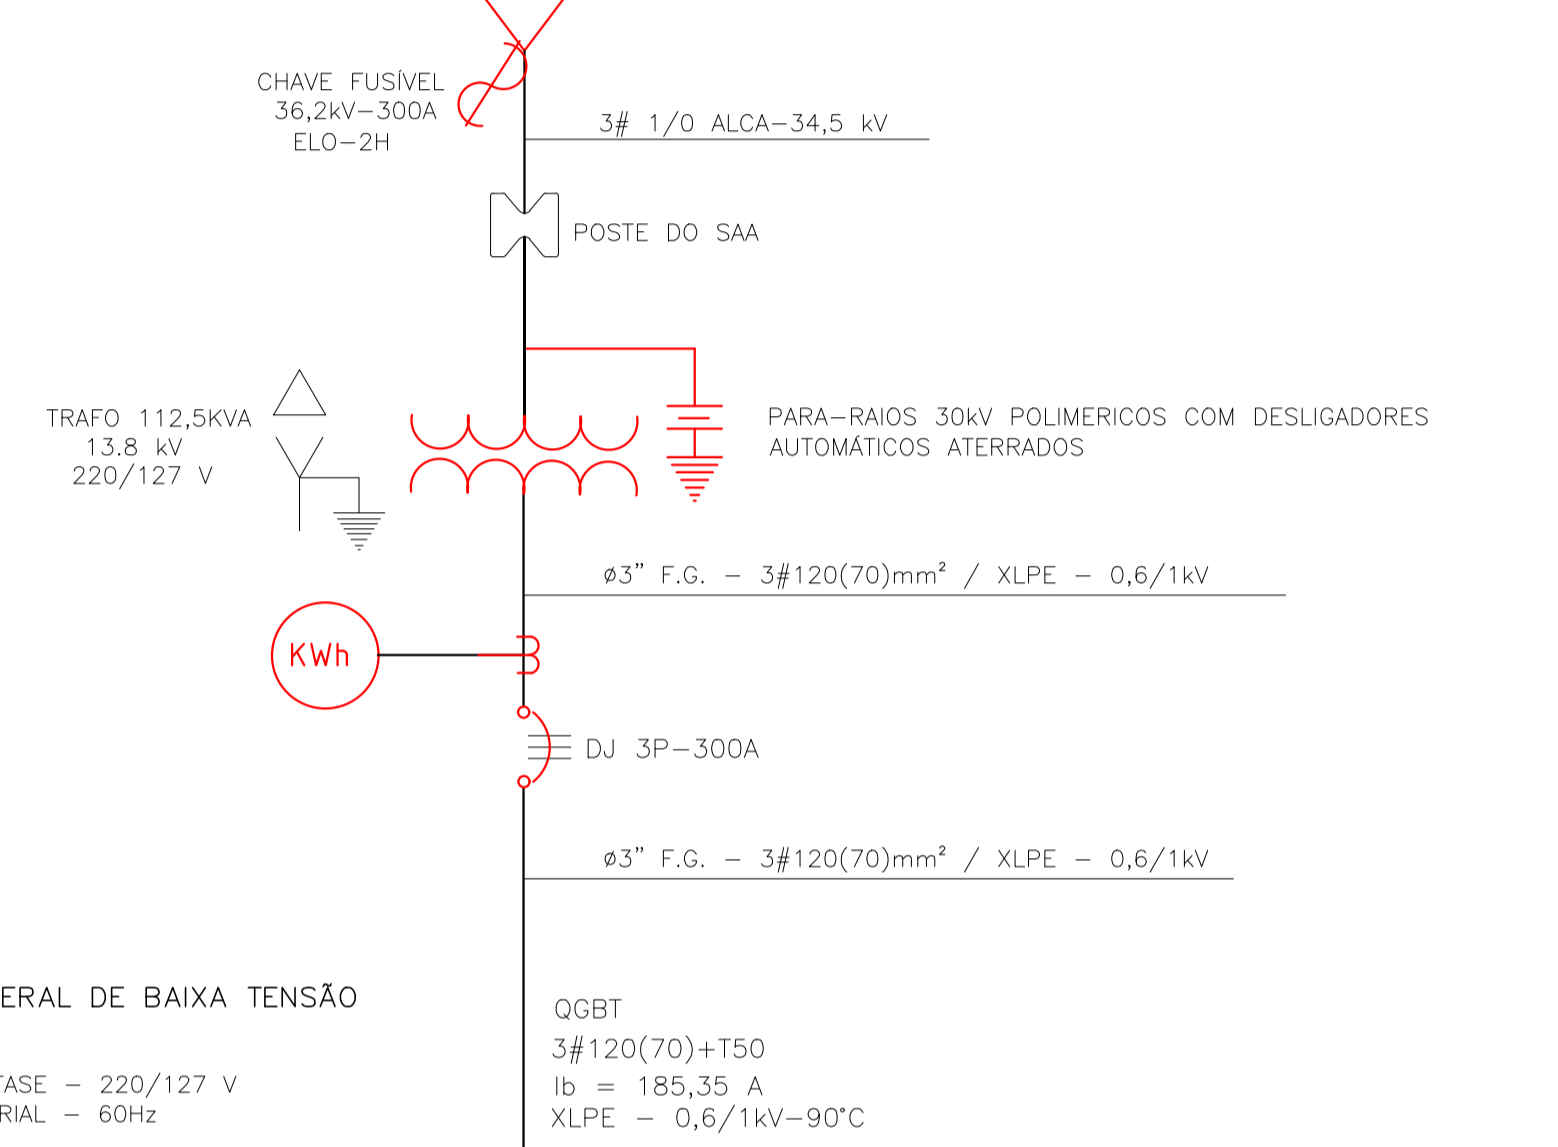 CHAVE FUSÍVEL
36,2kV-300A
ELO-2H
3# 1/0 ALCA-34,5 kV
POSTE DO SAA
TRAFO 112,5KVA
13.8 kV
220/127 V
PARA-RAIOS 30kV POLIMERICOS COM DESLIGADORES
AUTOMÁTICOS ATERRADOS
ø3" F.G. - 3#120(70)mm² / XLPE - 0,6/1kV
KWh
DJ 3P-300A
ø3" F.G. - 3#120(70)mm² / XLPE - 0,6/1kV
ERAL DE BAIXA TENSÃO
ASE - 220/127 V
RIAL - 60Hz
QGBT
3#120(70)+T50
Ib = 185,35 A
XLPE - 0,6/1kV-90°C